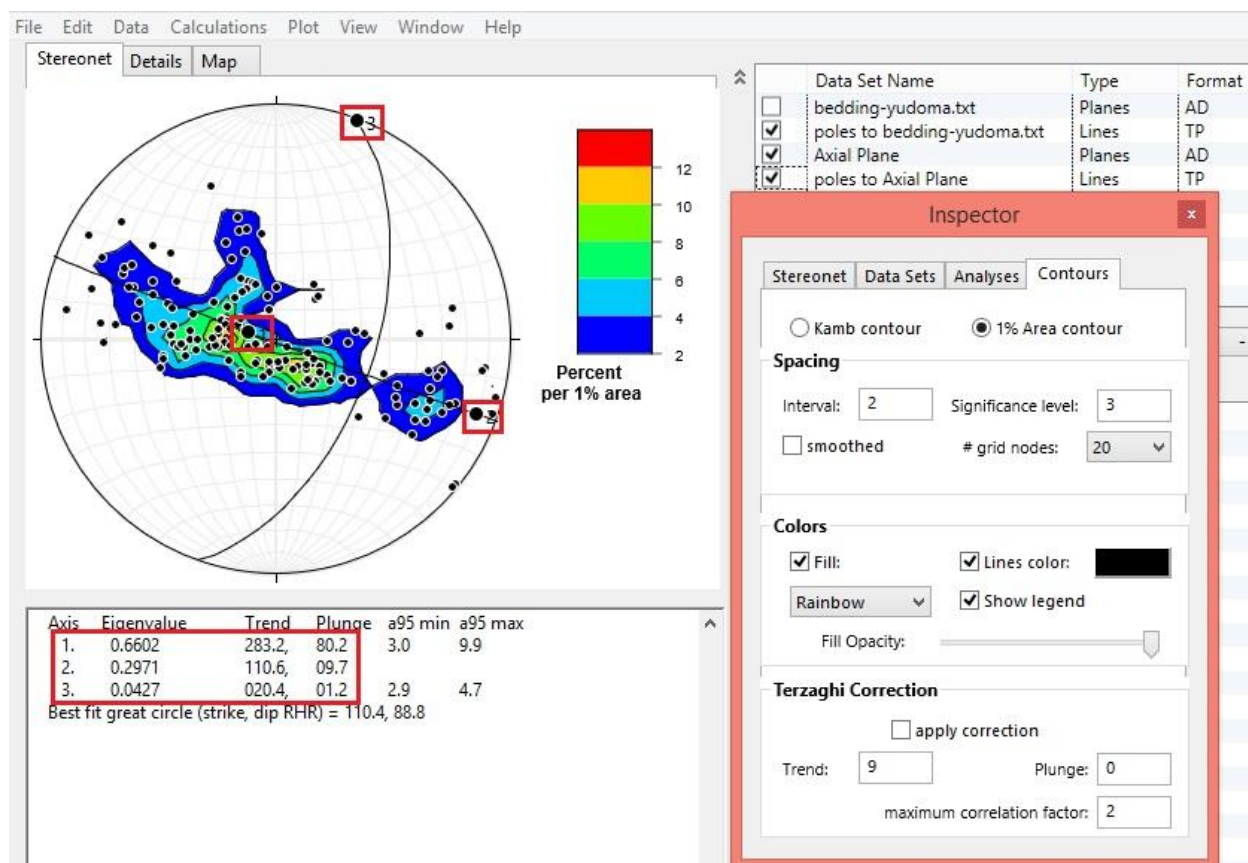 File Edit Data Calculations Plot View Window Help
Stereonet Details Map
Data Set Name Type Format
bedding-yudoma.txt Planes AD
poles to bedding-yudoma.txt Lines TP
Axial Plane Planes AD
poles to Axial Plane Lines TP
3
12
10
8
6
4
2
Percent
per 1% area
Inspector
x
Stereonet Data Sets Analyses Contours
Kamb contour 1% Area contour
Spacing
Interval: 2 Significance level: 3
smoothed # grid nodes: 20
Colors
Fill: Lines color:
Rainbow Show legend
Fill Opacity:
Terzaghi Correction
apply correction
Trend: 9 Plunge: 0
maximum correlation factor: 2
Axis Eigenvalue Trend Plunge a95 min a95 max
1. 0.6602 283.2, 80.2 3.0 9.9
2. 0.2971 110.6, 09.7
3. 0.0427 020.4, 01.2 2.9 4.7
Best fit great circle (strike, dip RHR) = 110.4, 88.8